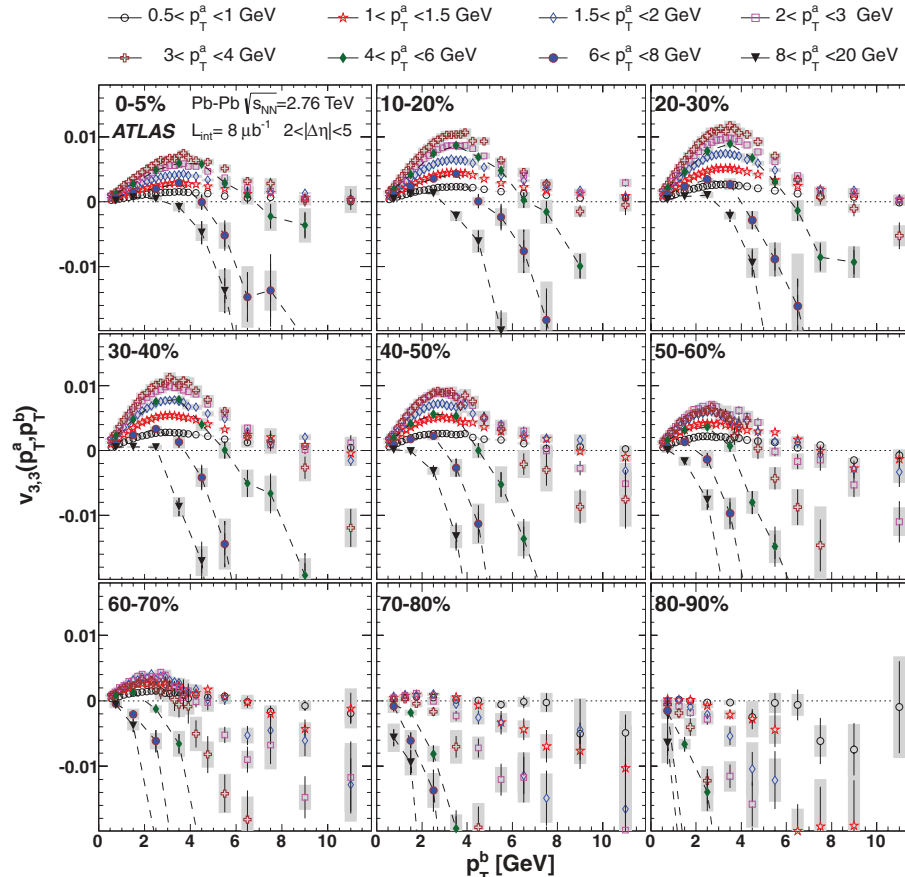 0.5< p_T^a <1 GeV 1< p_T^a <1.5 GeV 1.5< p_T^a <2 GeV 2< p_T^a <3 GeV
3< p_T^a <4 GeV 4< p_T^a <6 GeV 6< p_T^a <8 GeV 8< p_T^a <20 GeV
0-5% Pb-Pb √s_NN=2.76 TeV 10-20% 20-30%
ATLAS L_int= 8 μb⁻¹ 2<|Δη|<5
0.01
0
-0.01
30-40% 40-50% 50-60%
0.01
0
-0.01
v_3,3(p_T^a,p_T^b)
60-70% 70-80% 80-90%
0.01
0
-0.01
0 2 4 6 8 10 0 2 4 6 8 10 0 2 4 6 8 10
p_T^b [GeV]